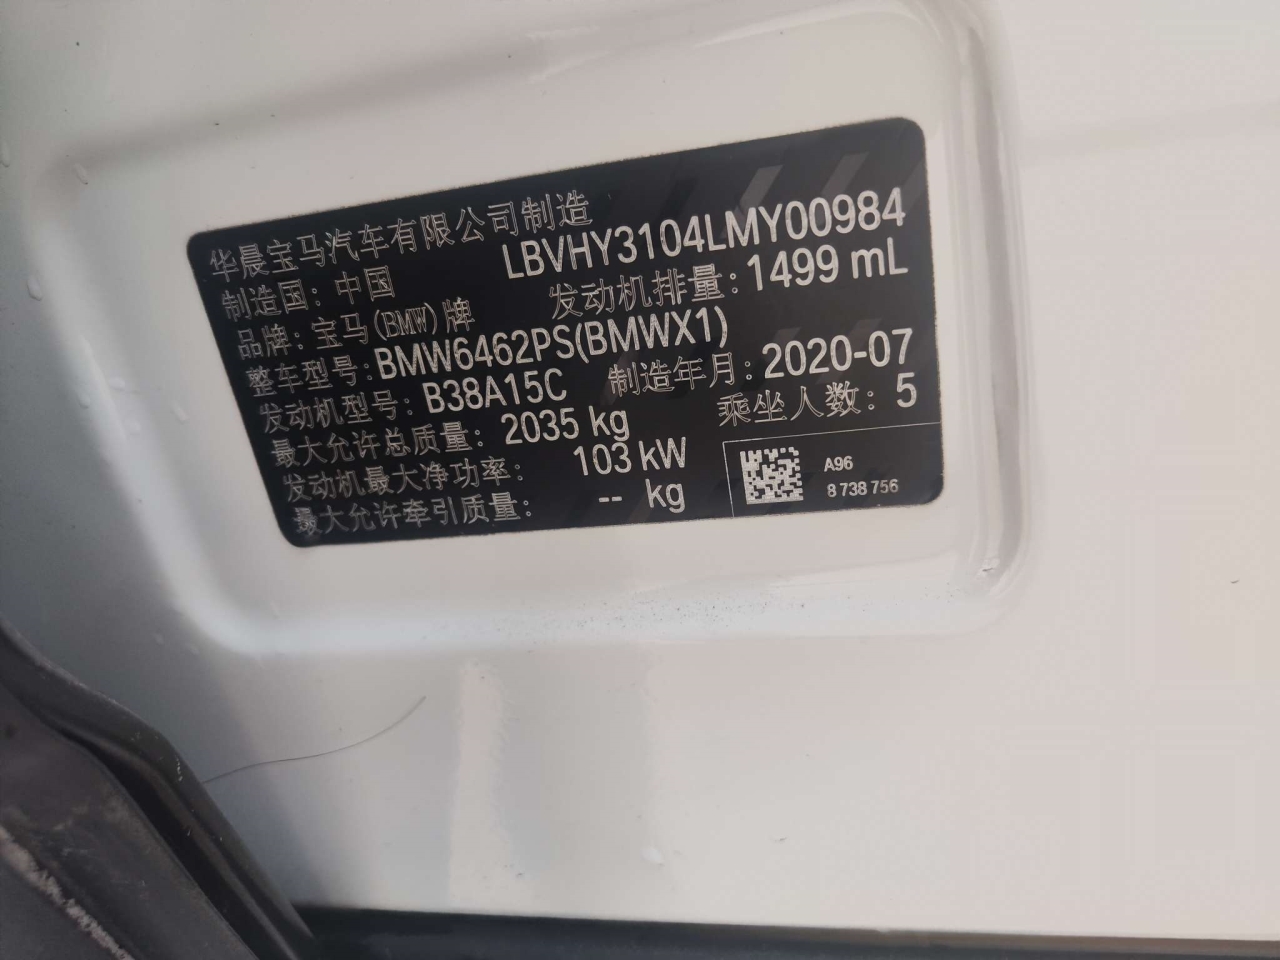 华晨宝马汽车有限公司制造
制造国：中国 LBVHY3104LMY00984
品牌：宝马(BMW)牌 发动机排量：1499 mL
整车型号：BMW6462PS(BMWX1)
发动机型号：B38A15C 制造年月：2020-07
最大允许总质量：2035 kg 乘坐人数：5
发动机最大净功率：103 kW
最大允许牵引质量：-- kg
A96
8 738 756